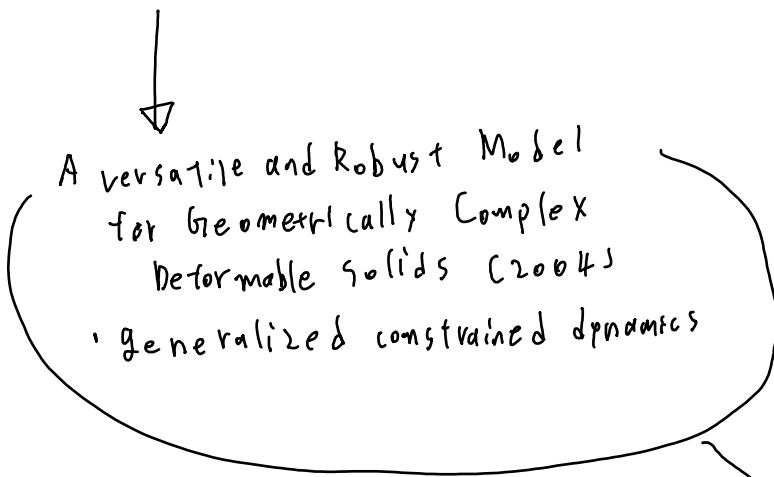 A versatile and Robust Model
for Geometrically Complex
Deformable Solids (2004)
· generalized constrained dynamics